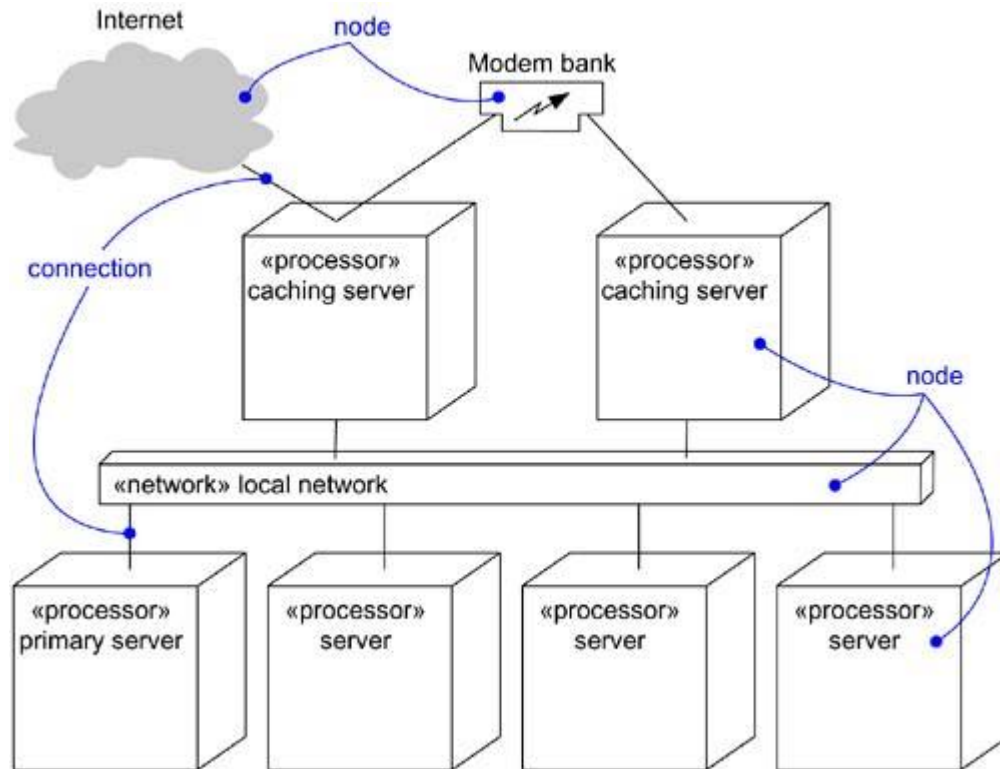 Internet
node
Modem bank
«processor»
caching server
«processor»
caching server
connection
node
«network» local network
«processor»
primary server
«processor»
server
«processor»
server
«processor»
server